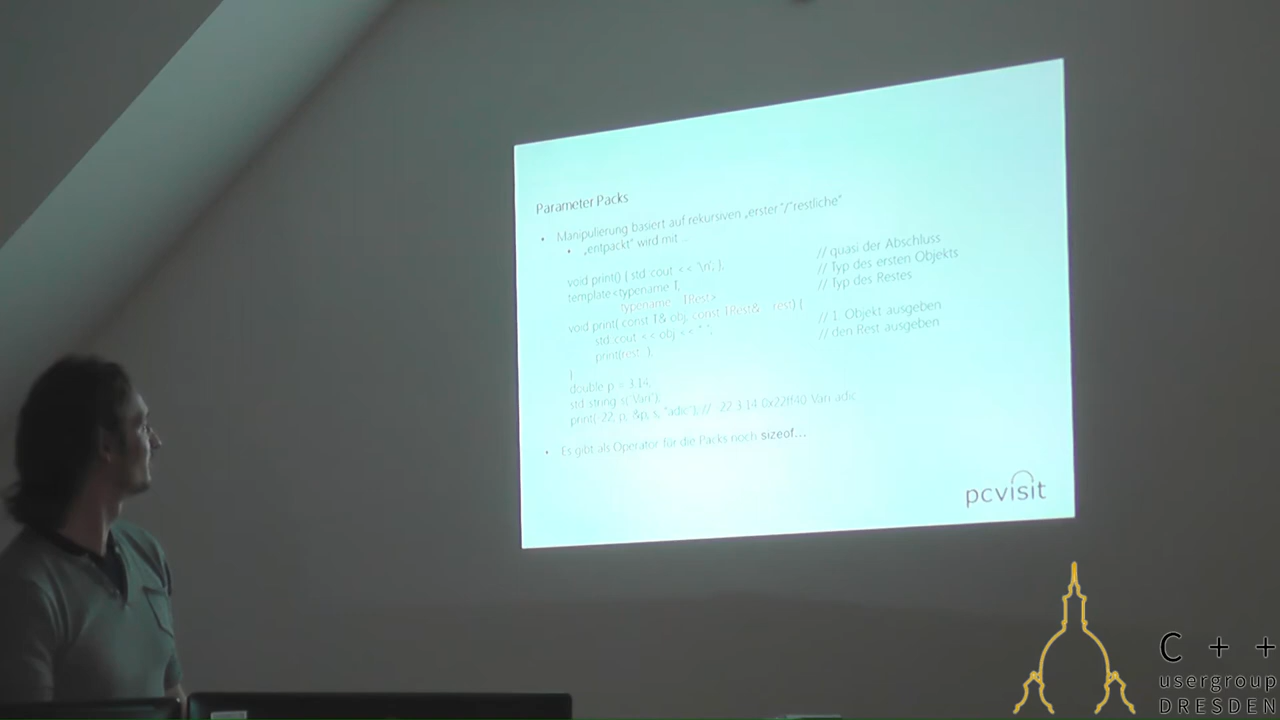 Parameter Packs
• Manipulierung basiert auf rekursiven „erster“/“restliche“
• „entpackt“ wird mit ...
void print() { std::cout << '\n'; }; // quasi der Abschluss
template<typename T, // Typ des ersten Objekts
typename... TRest> // Typ des Restes
void print( const T& obj, const TRest&... rest) {
std::cout << obj << " "; // 1. Objekt ausgeben
print(rest...); // den Rest ausgeben
}
double p = 3.14;
std::string s("Vari");
print(-22, p, &p, s, "adic"); // -22 3.14 0x22ff40 Vari adic
• Es gibt als Operator für die Packs noch sizeof...
pcvisit
C++
usergroup
DRESDEN